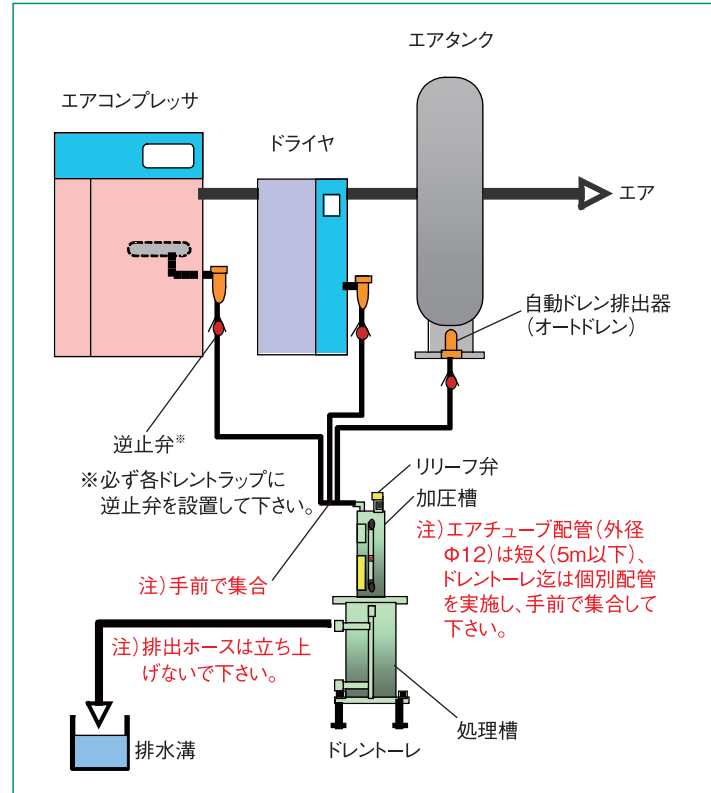 エアタンク
エアコンプレッサ
ドライヤ
エア
自動ドレン排出器
（オートドレン）
逆止弁※
※必ず各ドレントラップに
逆止弁を設置して下さい。
リリーフ弁
加圧槽
注）エアチューブ配管（外径
Φ12）は短く（5m以下）、
ドレントーレ迄は個別配管
を実施し、手前で集合して
下さい。
注）手前で集合
注）排出ホースは立ち上
げないで下さい。
処理槽
排水溝
ドレントーレ